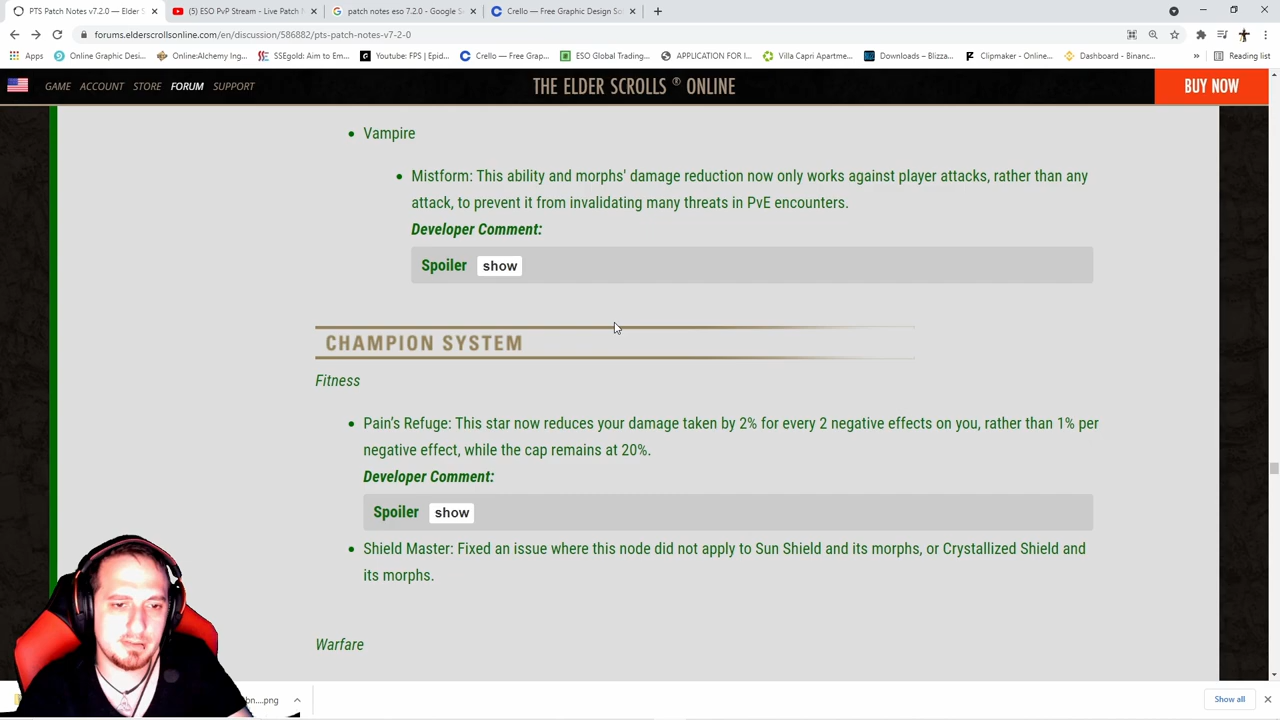 PTS Patch Notes v7.2.0 — Elder S
(5) ESO PvP Stream - Live Patch N
patch notes eso 7.2.0 - Google Se
Crello — Free Graphic Design So
forums.elderscrollsonline.com/en/discussion/586882/pts-patch-notes-v7-2-0
Apps
Online Graphic Desi...
Online:Alchemy Ing...
SSEgold: Aim to Em...
Youtube: FPS | Epid...
Crello — Free Grap...
ESO Global Trading...
APPLICATION FOR I...
Villa Capri Apartme...
Downloads – Blizza...
Clipmaker - Online...
Dashboard - Binanc...
»
Reading list
GAME ACCOUNT STORE FORUM SUPPORT
THE ELDER SCROLLS ® ONLINE
BUY NOW
• Vampire
• Mistform: This ability and morphs' damage reduction now only works against player attacks, rather than any
attack, to prevent it from invalidating many threats in PvE encounters.
Developer Comment:
Spoiler show
CHAMPION SYSTEM
Fitness
• Pain’s Refuge: This star now reduces your damage taken by 2% for every 2 negative effects on you, rather than 1% per
negative effect, while the cap remains at 20%.
Developer Comment:
Spoiler show
• Shield Master: Fixed an issue where this node did not apply to Sun Shield and its morphs, or Crystallized Shield and
its morphs.
Warfare
bn....png
Show all